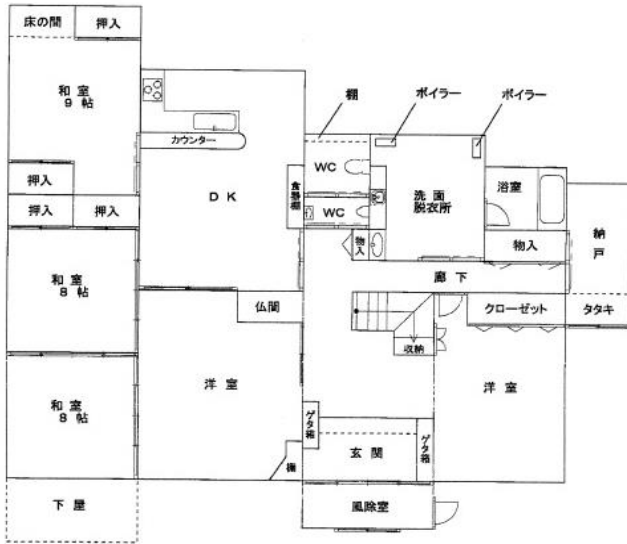 床の間
押入
和室
9帖
押入
押入
押入
和室
8帖
和室
8帖
下屋
カウンター
DK
食器棚
仏間
洋室
棚
棚
ボイラー
ボイラー
WC
WC
物入
洗面
脱衣所
浴室
物入
納戸
廊下
クローゼット
タタキ
収納
洋室
ゲタ箱
ゲタ箱
玄関
風除室